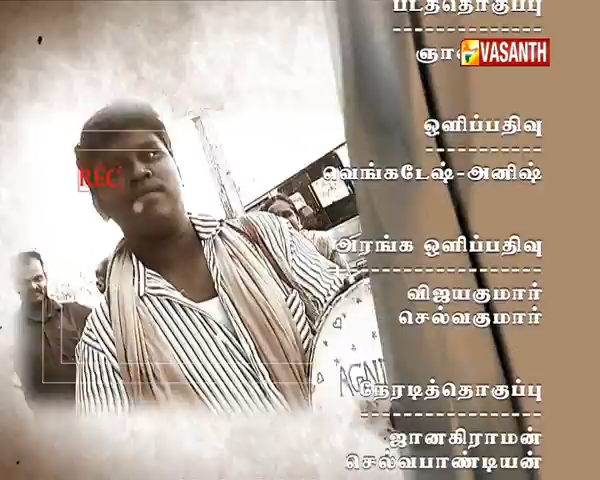 படத்தொகுப்பு
VASANTH
ஒளிப்பதிவு
வெங்கடேஷ்-அனிஷ்
REC
அரங்க ஒளிப்பதிவு
விஜயகுமார்
செல்வகுமார்
நேரடித்தொகுப்பு
ஜானகிராமன்
செல்வபாண்டியன்